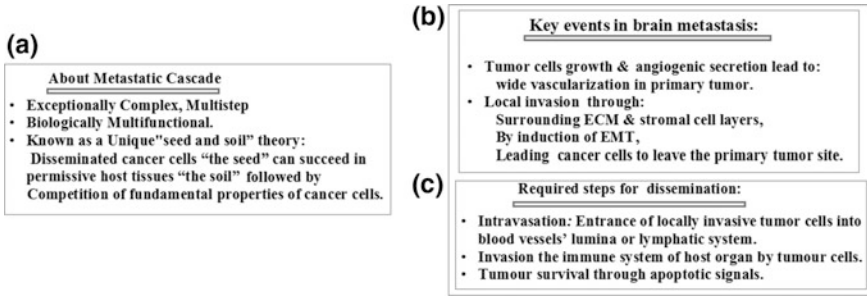 (a)
About Metastatic Cascade
• Exceptionally Complex, Multistep
• Biologically Multifunctional.
• Known as a Unique"seed and soil" theory:
Disseminated cancer cells "the seed" can succeed in
permissive host tissues "the soil" followed by
Competition of fundamental properties of cancer cells.
(b)
Key events in brain metastasis:
• Tumor cells growth & angiogenic secretion lead to:
wide vascularization in primary tumor.
• Local invasion through:
Surrounding ECM & stromal cell layers,
By induction of EMT,
Leading cancer cells to leave the primary tumor site.
(c)
Required steps for dissemination:
• Intravasation: Entrance of locally invasive tumor cells into
blood vessels' lumina or lymphatic system.
• Invasion the immune system of host organ by tumour cells.
• Tumour survival through apoptotic signals.